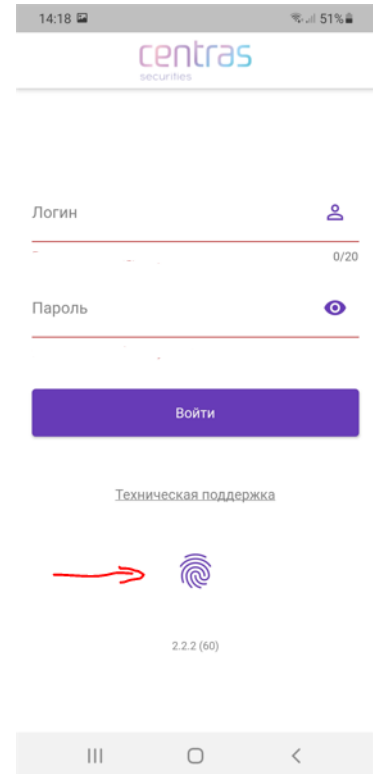 14:18 51%
centras
securities
Логин
0/20
Пароль
Войти
Техническая поддержка
2.2.2 (60)